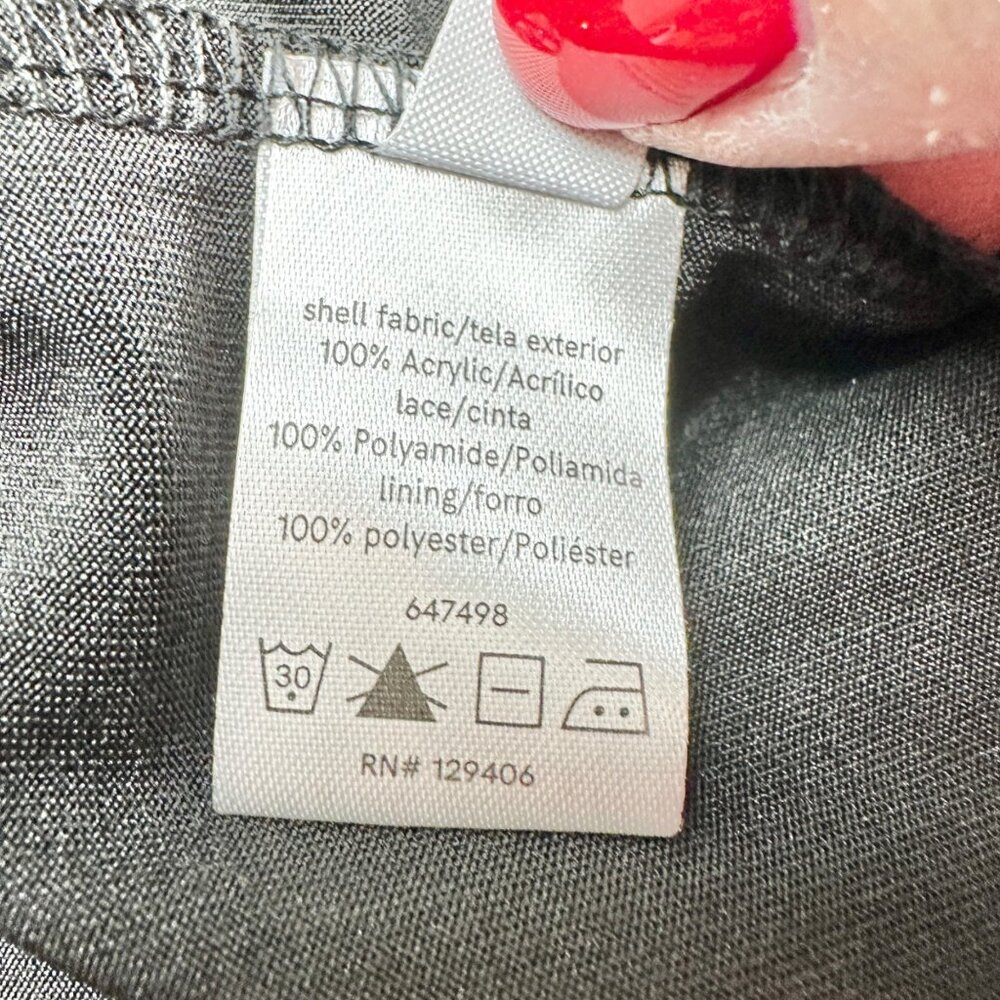 shell fabric/tela exterior
100% Acrylic/Acrílico
lace/cinta
100% Polyamide/Poliamida
lining/forro
100% polyester/Poliéster
647498
30
RN# 129406